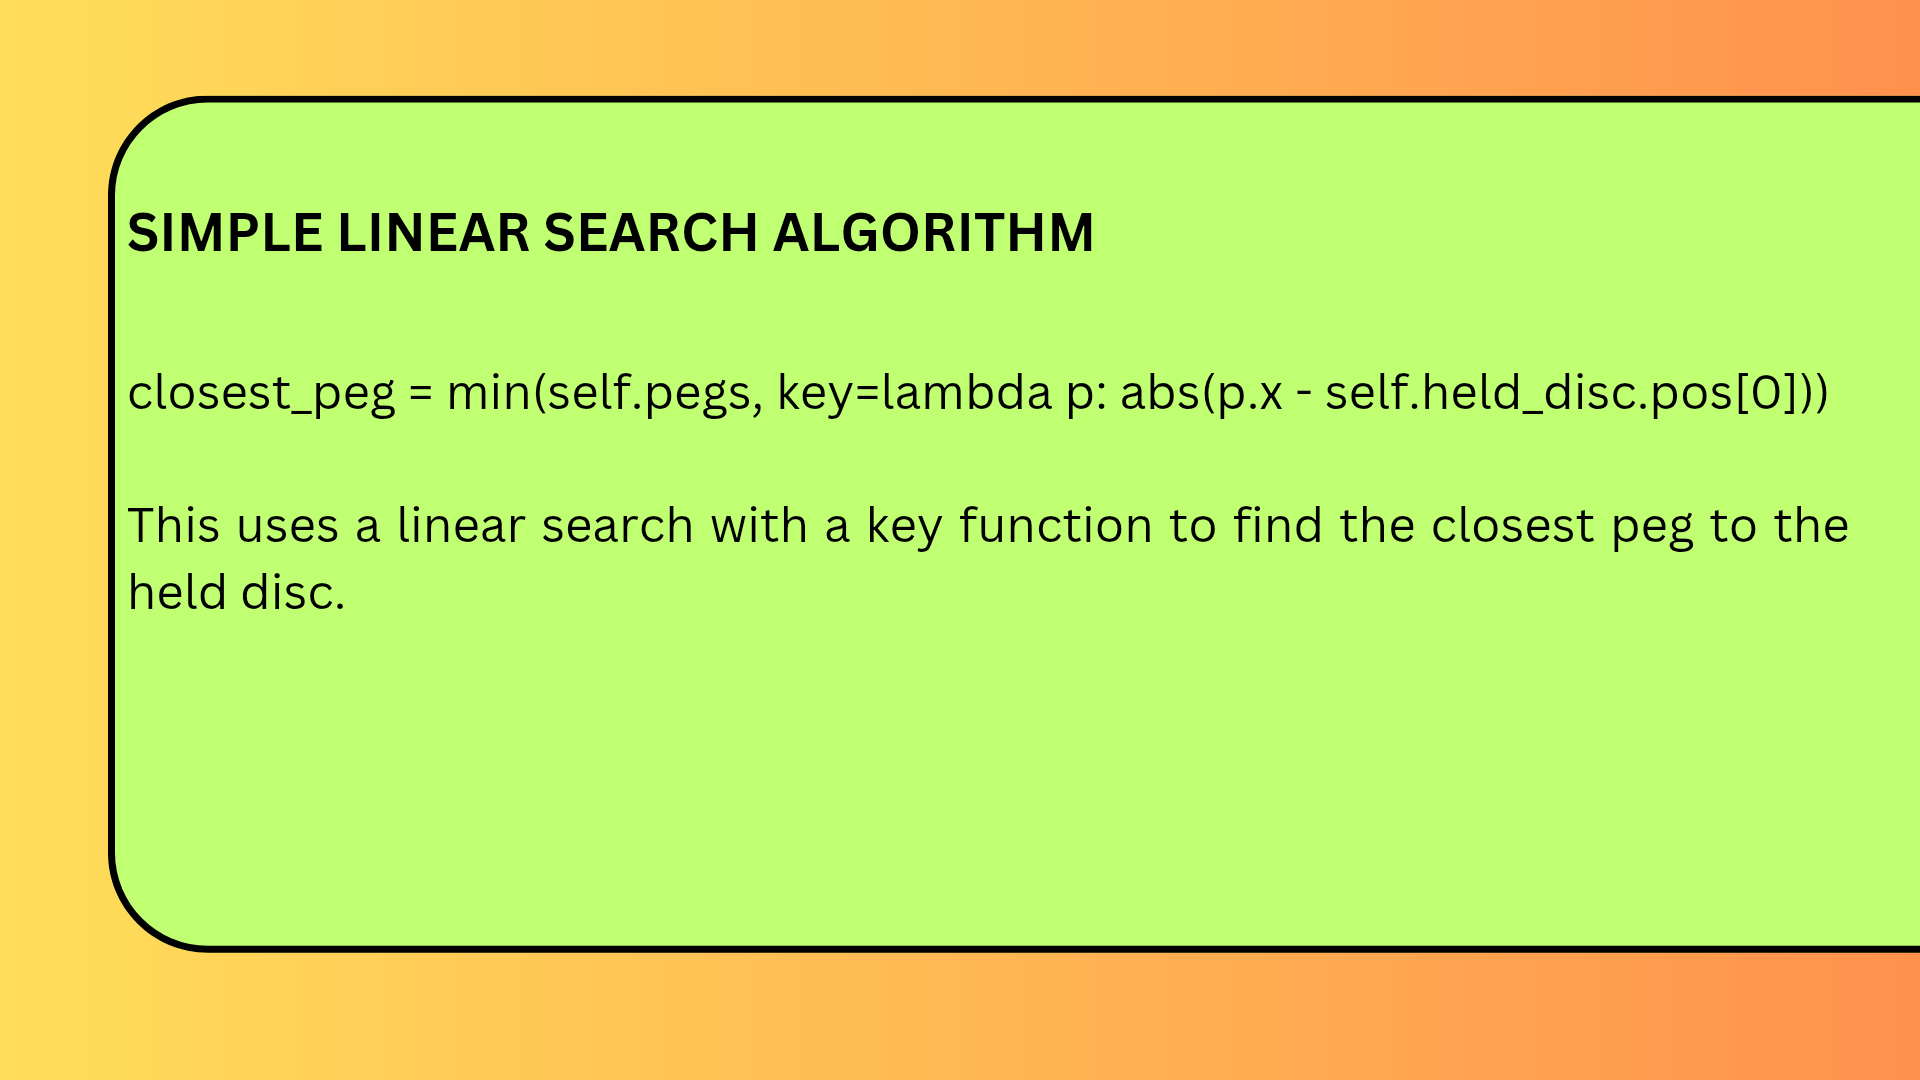 SIMPLE LINEAR SEARCH ALGORITHM
closest_peg = min(self.pegs, key=lambda p: abs(p.x - self.held_disc.pos[0]))
This uses a linear search with a key function to find the closest peg to the
held disc.